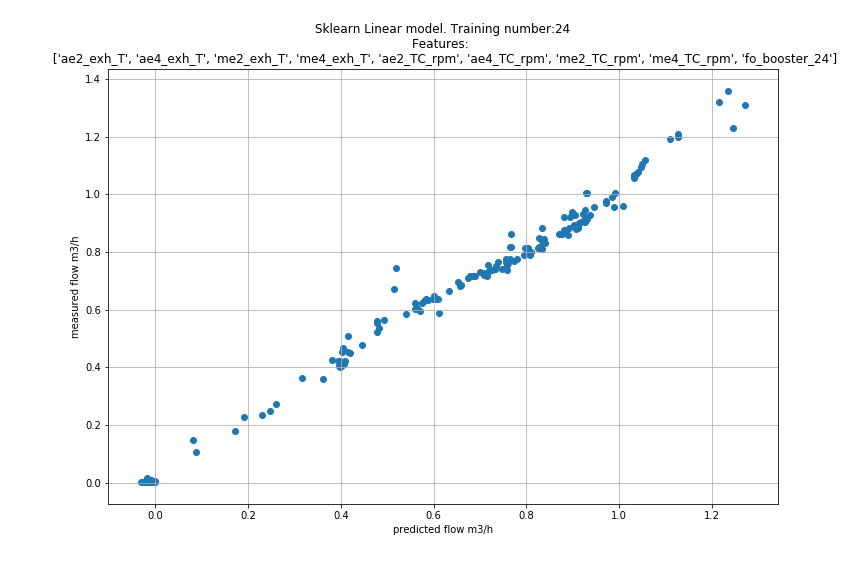 Sklearn Linear model. Training number:24
Features:
['ae2_exh_T', 'ae4_exh_T', 'me2_exh_T', 'me4_exh_T', 'ae2_TC_rpm', 'ae4_TC_rpm', 'me2_TC_rpm', 'me4_TC_rpm', 'fo_booster_24']
1.4
1.2
1.0
0.8
0.6
0.4
0.2
0.0
measured flow m3/h
0.0 0.2 0.4 0.6 0.8 1.0 1.2
predicted flow m3/h